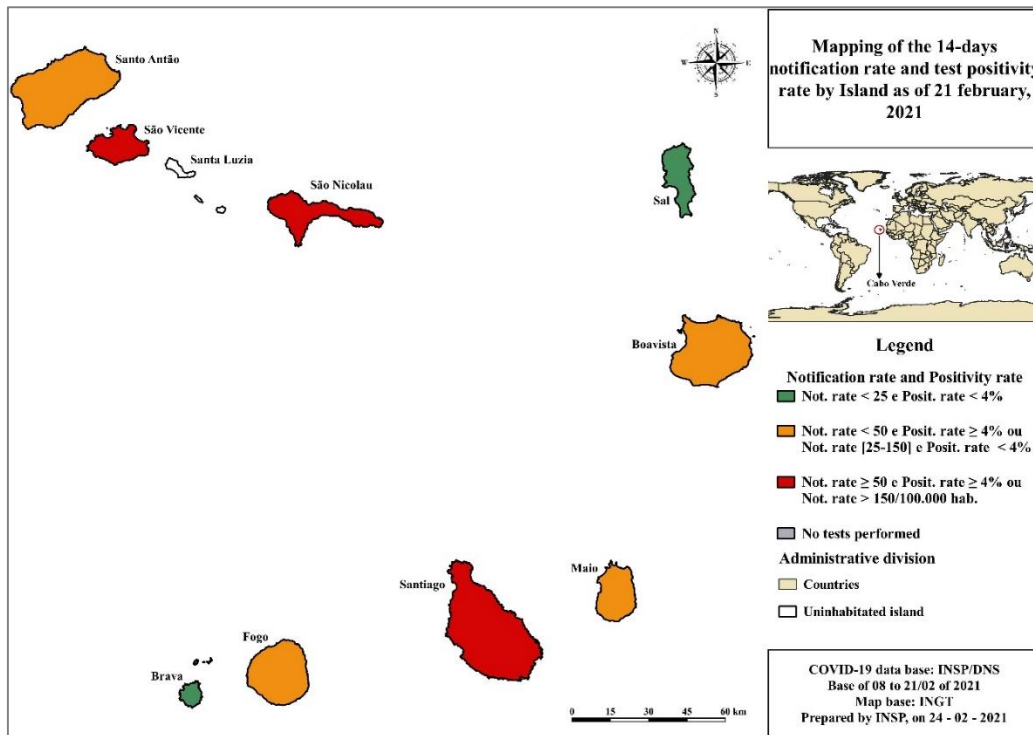 Mapping of the 14-days
notification rate and test positivity
rate by Island as of 21 february,
2021
N
W
E
S
Santo Antão
São Vicente
Santa Luzia
São Nicolau
Sal
Boavista
Cabo Verde
Legend
Notification rate and Positivity rate
Not. rate < 25 e Posit. rate < 4%
Not. rate < 50 e Posit. rate ≥ 4% ou
Not. rate [25-150] e Posit. rate < 4%
Not. rate ≥ 50 e Posit. rate ≥ 4% ou
Not. rate > 150/100.000 hab.
No tests performed
Administrative division
Countries
Uninhabitated island
Maio
Santiago
Fogo
Brava
0 15 30 45 60 km
COVID-19 data base: INSP/DNS
Base of 08 to 21/02 of 2021
Map base: INGT
Prepared by INSP, on 24 - 02 - 2021